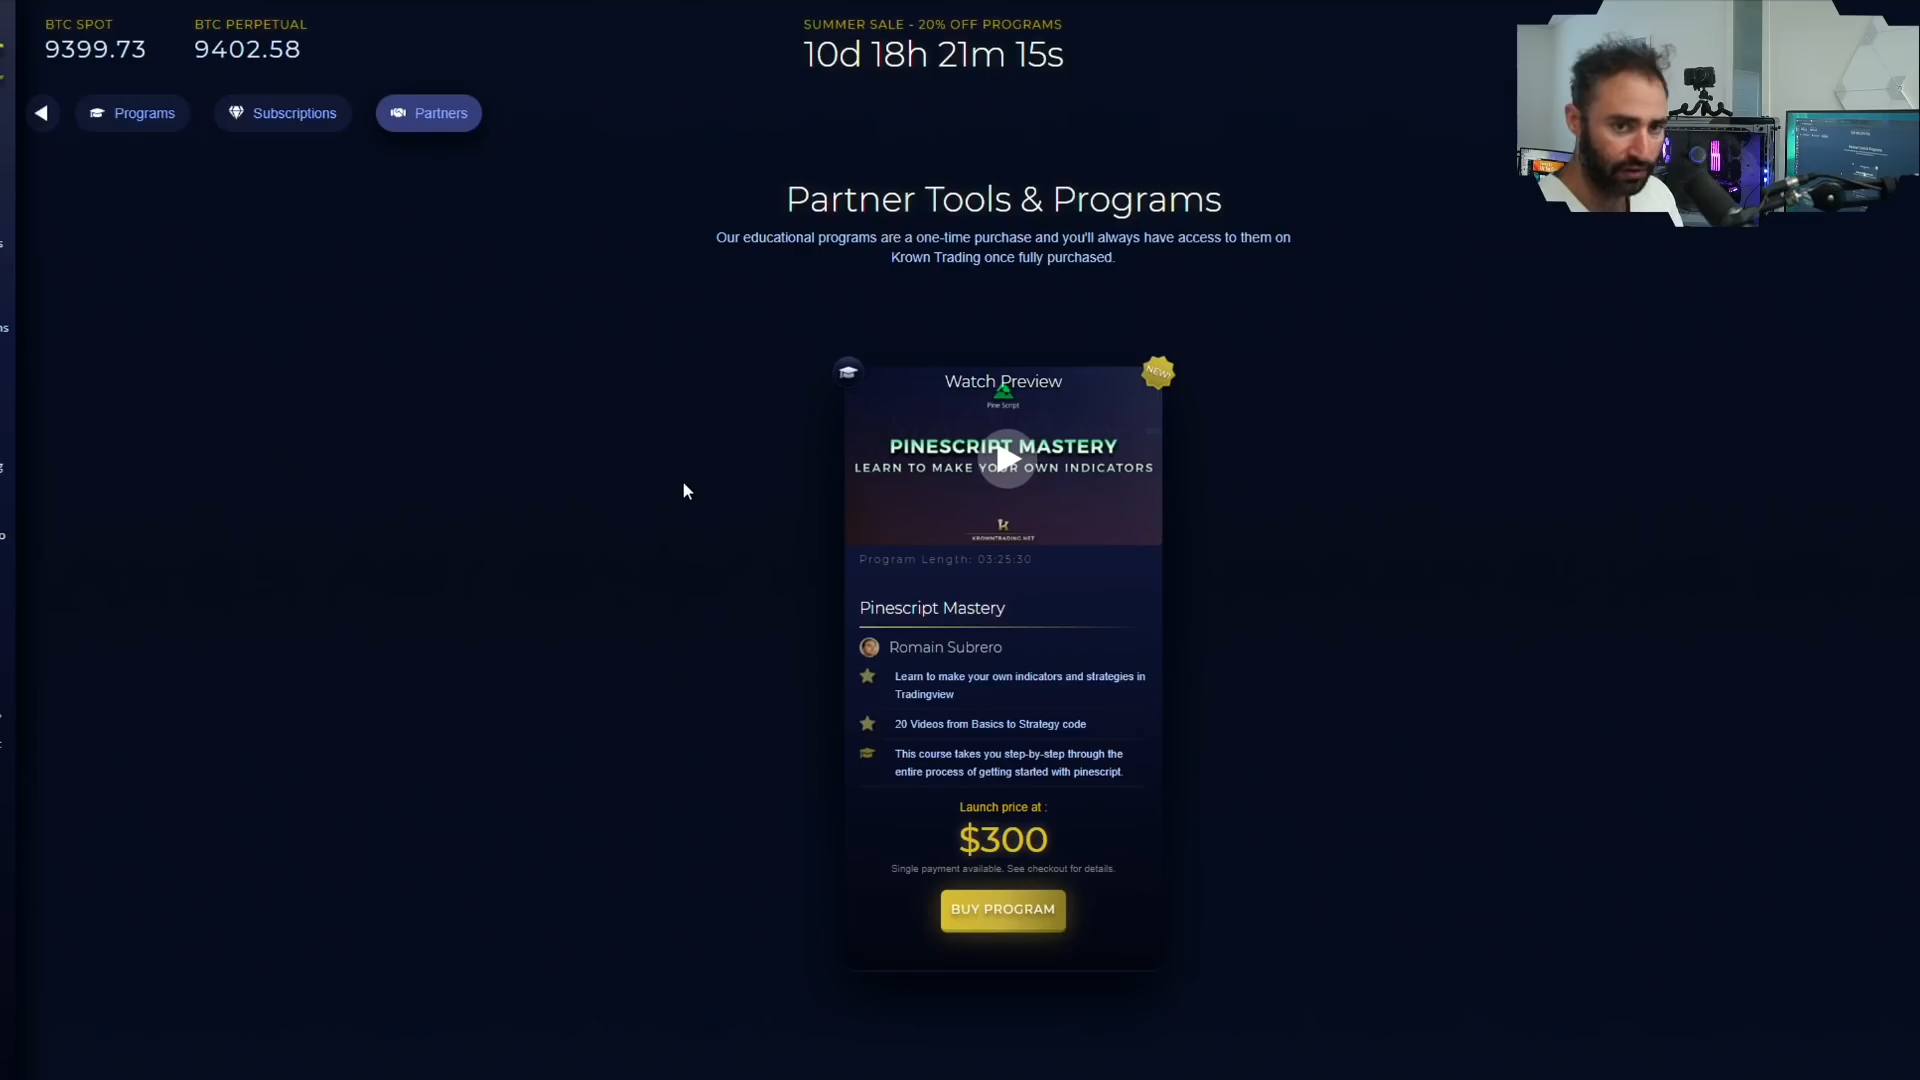 BTC SPOT
9399.73
BTC PERPETUAL
9402.58
SUMMER SALE - 20% OFF PROGRAMS
10d 18h 21m 15s
Programs
Subscriptions
Partners
Partner Tools & Programs
Our educational programs are a one-time purchase and you'll always have access to them on
Krown Trading once fully purchased.
Watch Preview
NEW!
Pine Script
PINESCRIPT MASTERY
LEARN TO MAKE YOUR OWN INDICATORS
KROWNTRADING.NET
Program Length: 03:25:30
Pinescript Mastery
Romain Subrero
Learn to make your own indicators and strategies in
Tradingview
20 Videos from Basics to Strategy code
This course takes you step-by-step through the
entire process of getting started with pinescript.
Launch price at :
$300
Single payment available. See checkout for details.
BUY PROGRAM